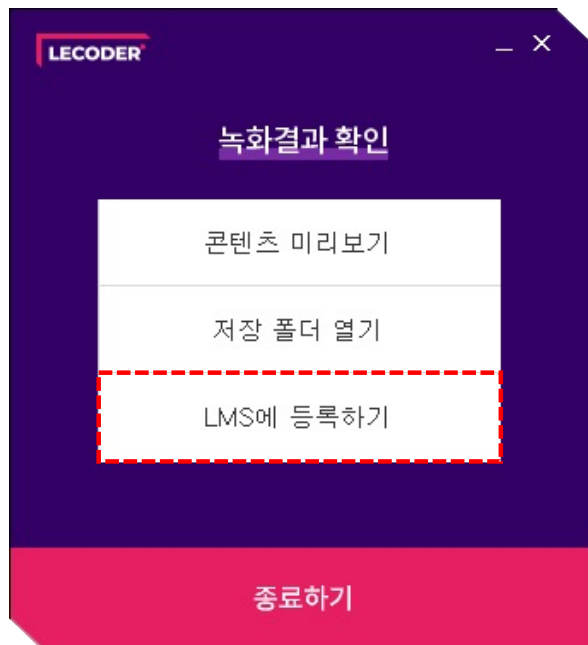 LECODER
녹화결과 확인
콘텐츠 미리보기
저장 폴더 열기
LMS에 등록하기
종료하기